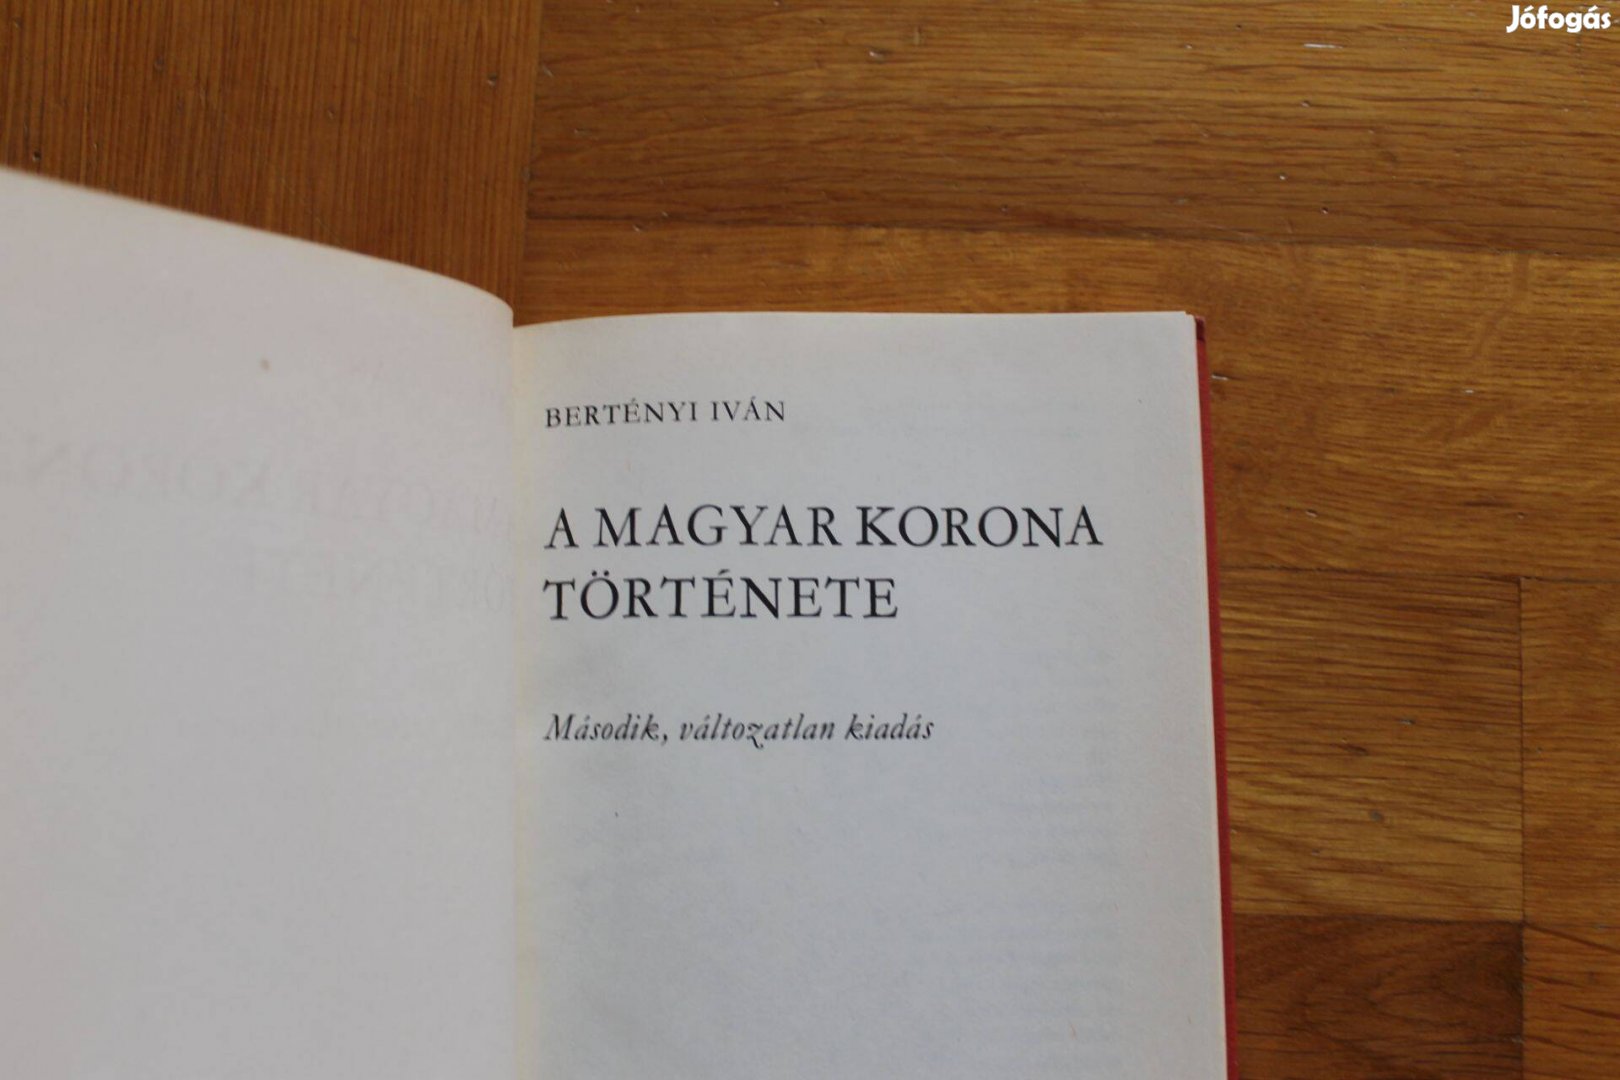 Jófogás
BERTÉNYI IVÁN
A MAGYAR KORONA
TÖRTÉNETE
Második, változatlan kiadás